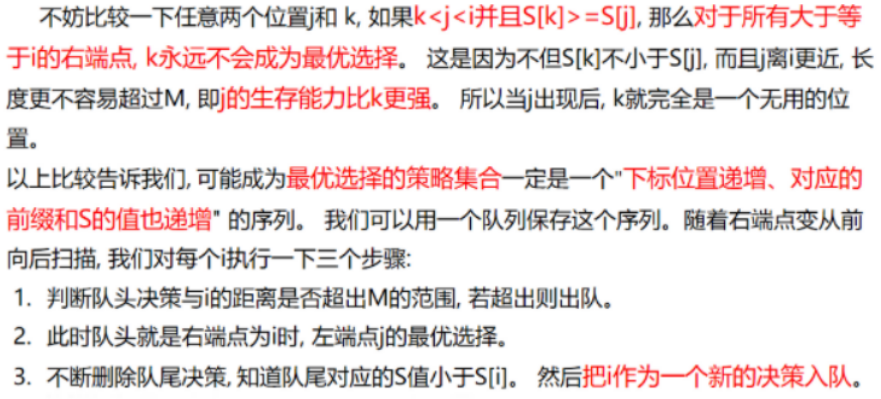 不妨比较一下任意两个位置j和 k, 如果k<j<i并且S[k]>=S[j], 那么对于所有大于等
于i的右端点, k永远不会成为最优选择。 这是因为不但S[k]不小于S[j], 而且j离i更近, 长
度更不容易超过M, 即j的生存能力比k更强。 所以当j出现后, k就完全是一个无用的位
置。
以上比较告诉我们, 可能成为最优选择的策略集合一定是一个"下标位置递增、对应的
前缀和S的值也递增" 的序列。 我们可以用一个队列保存这个序列。随着右端点变从前
向后扫描, 我们对每个i执行一下三个步骤:
1. 判断队头决策与i的距离是否超出M的范围, 若超出则出队。
2. 此时队头就是右端点为i时, 左端点j的最优选择。
3. 不断删除队尾决策, 知道队尾对应的S值小于S[i]。 然后把i作为一个新的决策入队。